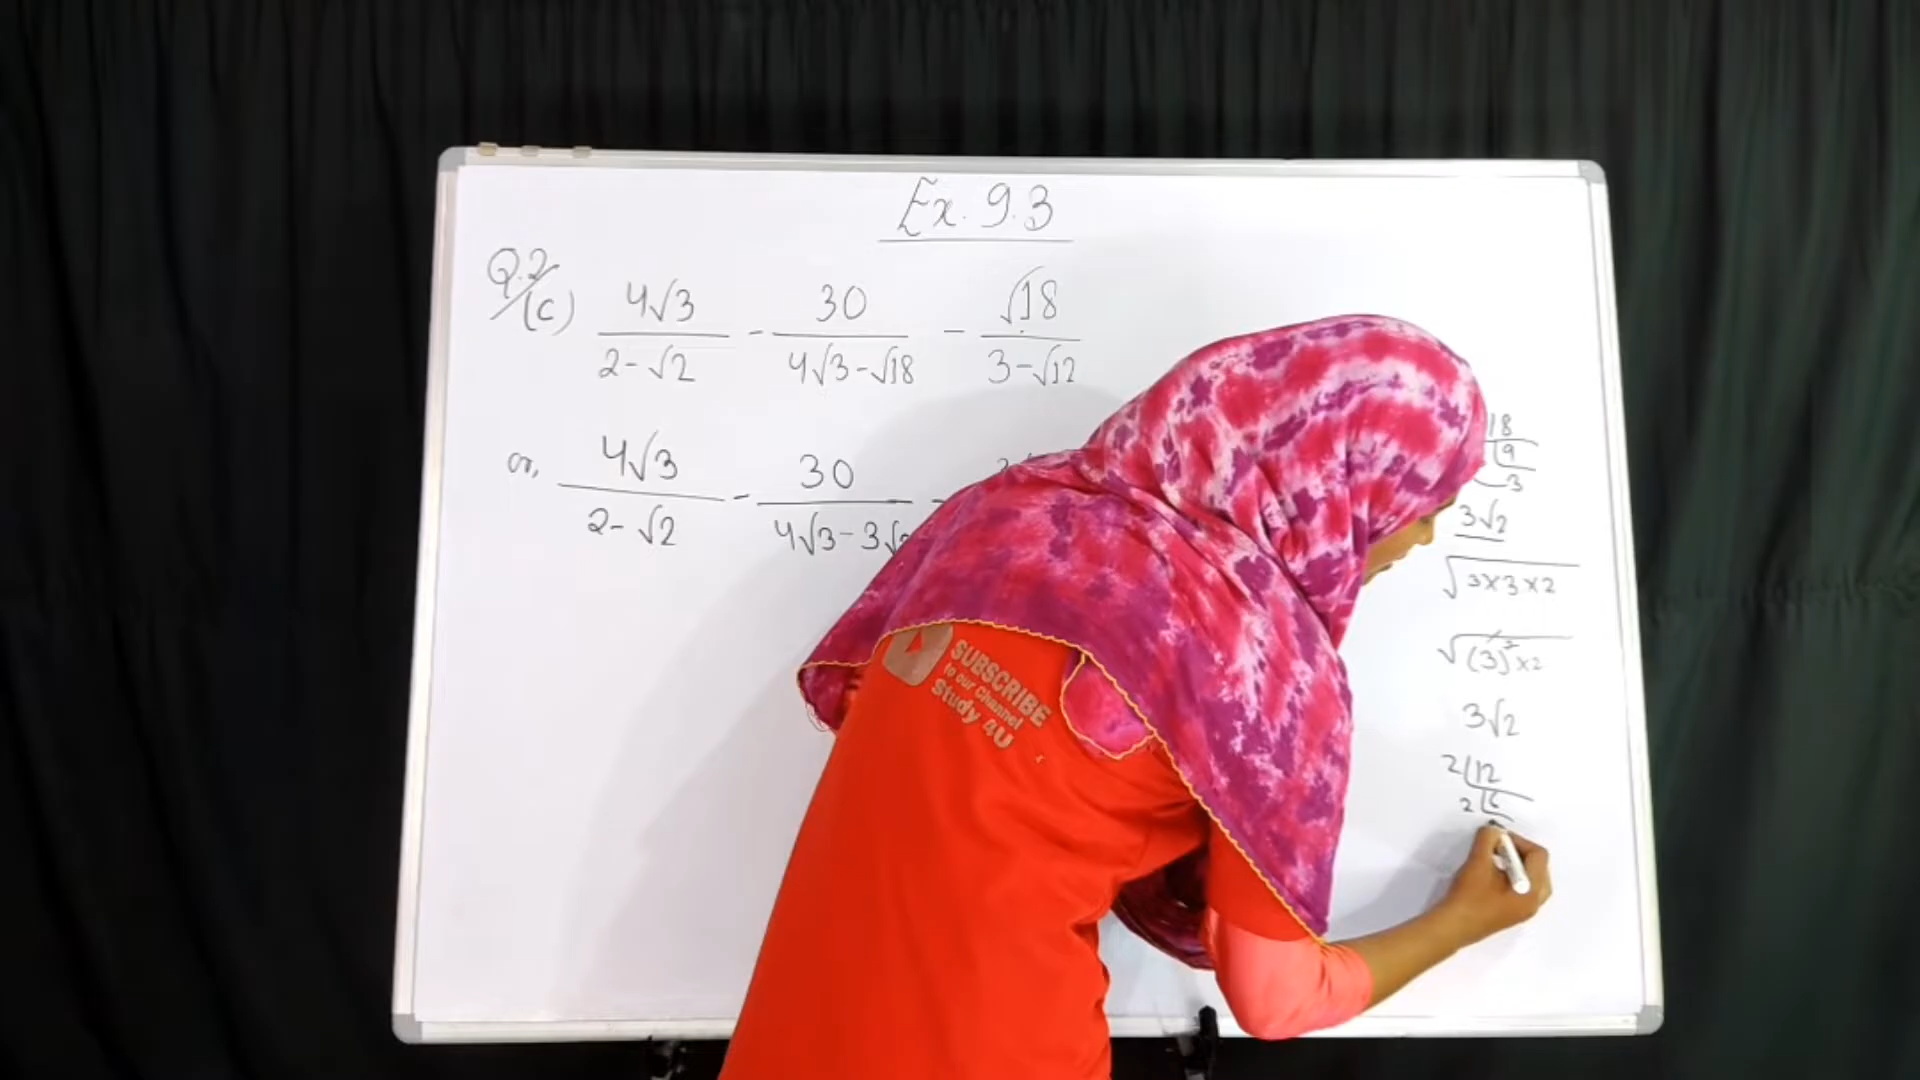 Ex. 9.3
Q.2/(c) 4√3 / 2-√2 - 30 / 4√3-√18 - √18 / 3-√12
or, 4√3 / 2-√2 - 30 / 4√3-3√
18
9
3
3√2
√3×3×2
√(3)²×2
3√2
2 12
2 6
SUBSCRIBE
to our Channel
Study 4U